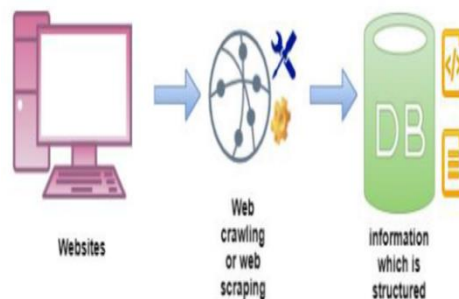 DB
</>
Websites
Web
crawling
or web
scraping
information
which is
structured